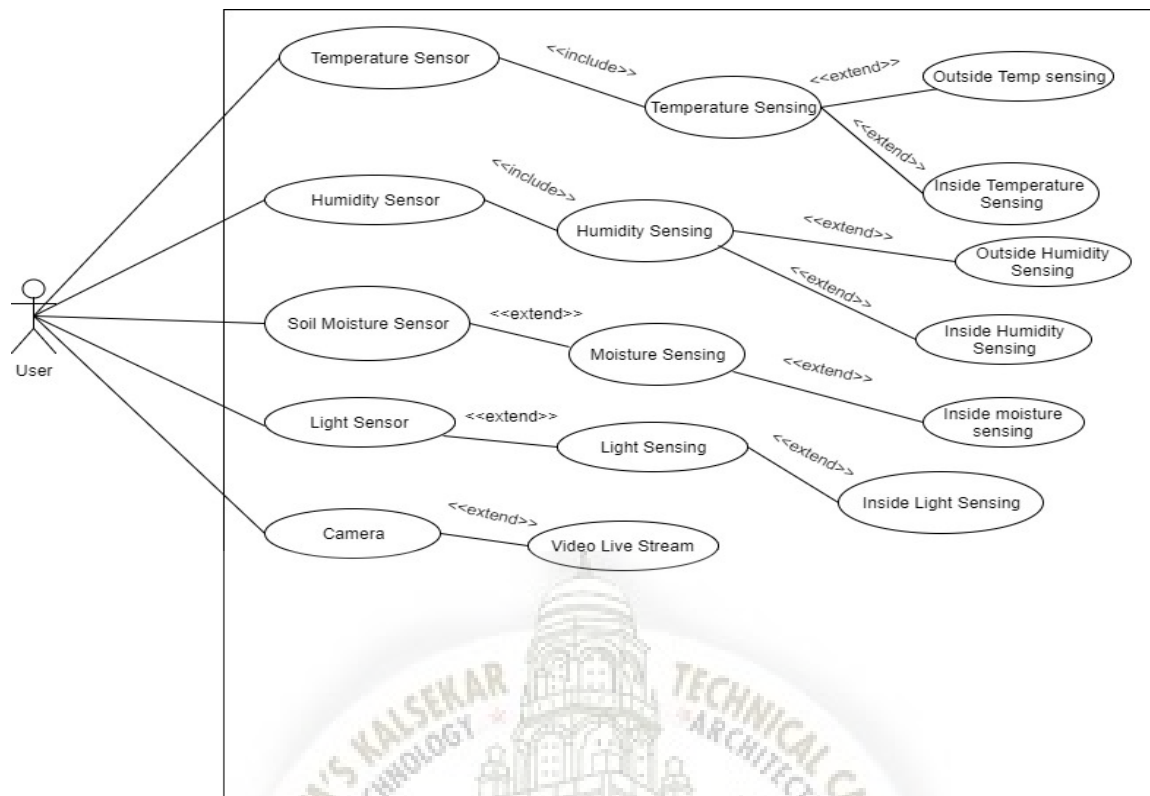 Temperature Sensor
<<include>>
Temperature Sensing
<<extend>>
Outside Temp sensing
<<extend>>
Inside Temperature
Sensing
Humidity Sensor
<<include>>
Humidity Sensing
<<extend>>
Outside Humidity
Sensing
<<extend>>
Inside Humidity
Sensing
User
Soil Moisture Sensor
<<extend>>
Moisture Sensing
<<extend>>
Inside moisture
sensing
Light Sensor
<<extend>>
Light Sensing
<<extend>>
Inside Light Sensing
Camera
<<extend>>
Video Live Stream
KALSEKAR TECHNICAL
ARCHITECT